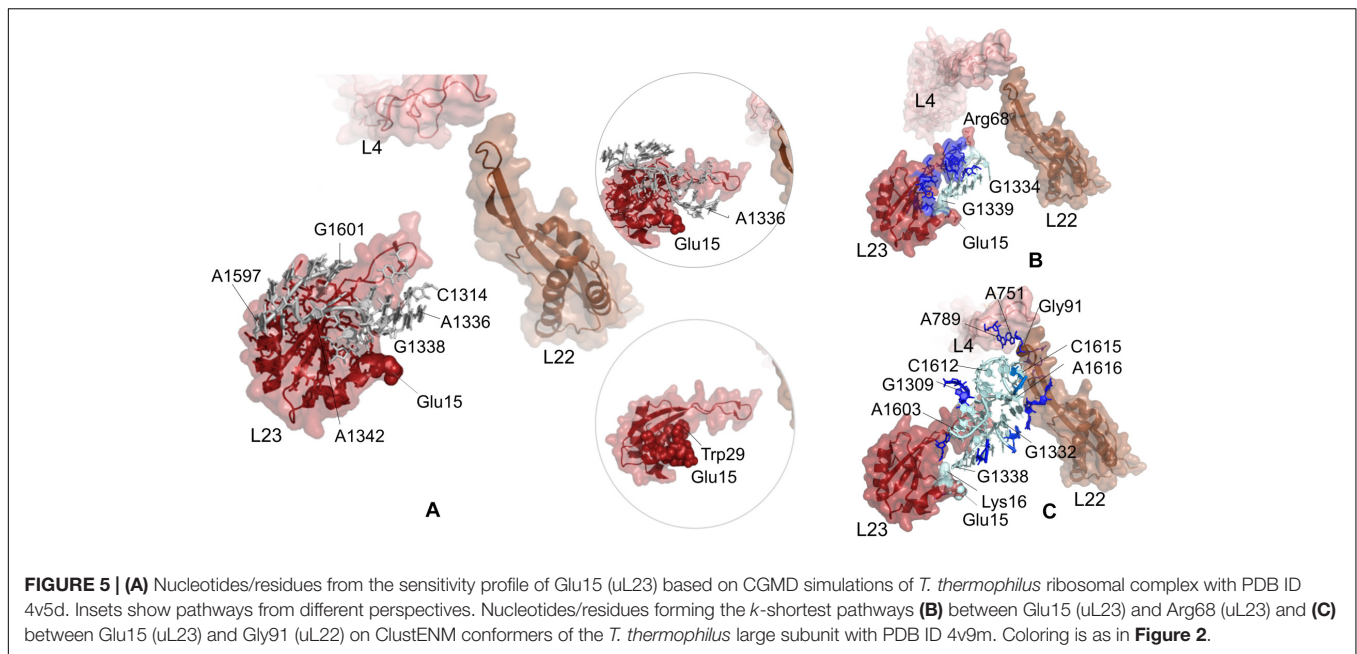 L4
G1601
A1597
C1314
A1336
G1338
L22
Glu15
L23
A1342
A
A1336
Glu15
Trp29
Glu15
L4
Arg68
G1334
G1339
L23
Glu15
L22
B
A751
Gly91
A789
L4
C1615
C1612
A1616
G1309
A1603
G1332
G1338
Lys16
L22
Glu15
L23
C
FIGURE 5 | (A) Nucleotides/residues from the sensitivity profile of Glu15 (uL23) based on CGMD simulations of T. thermophilus ribosomal complex with PDB ID
4v5d. Insets show pathways from different perspectives. Nucleotides/residues forming the k-shortest pathways (B) between Glu15 (uL23) and Arg68 (uL23) and (C)
between Glu15 (uL23) and Gly91 (uL22) on ClustENM conformers of the T. thermophilus large subunit with PDB ID 4v9m. Coloring is as in Figure 2.